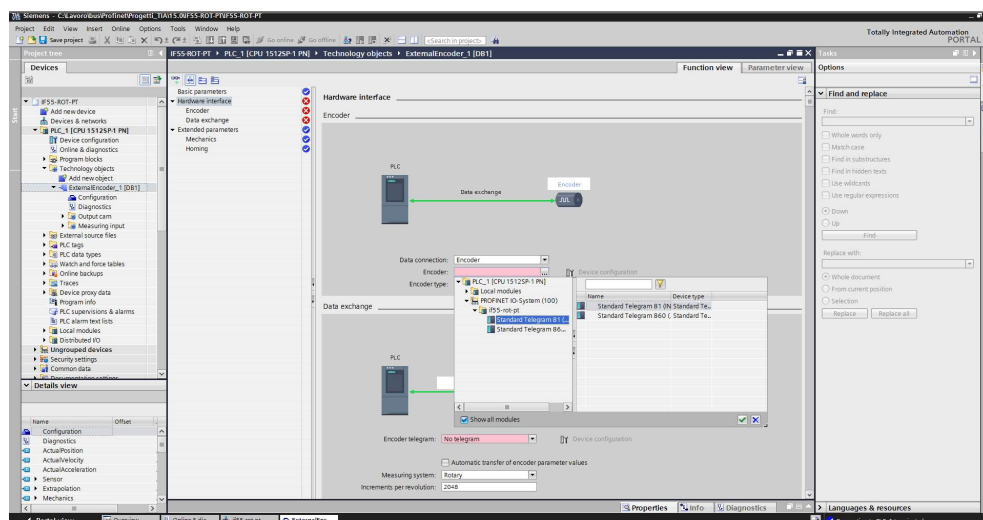 Siemens - C:\Lavoro\bus\Profinet\Progetti_TIA\15.0\IF55-ROT-PT\IF55-ROT-PT
Project Edit View Insert Online Options Tools Window Help
Totally Integrated Automation
PORTAL
Save project
Go online
Go offline
<Search in project>
Project tree
IF55-ROT-PT ▸ PLC_1 [CPU 1512SP-1 PN] ▸ Technology objects ▸ ExternalEncoder_1 [DB1]
Tasks
Devices
Function view
Parameter view
Options
IF55-ROT-PT
Add new device
Devices & networks
PLC_1 [CPU 1512SP-1 PN]
Device configuration
Online & diagnostics
Program blocks
Technology objects
Add new object
ExternalEncoder_1 [DB1]
Configuration
Diagnostics
Output cam
Measuring input
External source files
PLC tags
PLC data types
Watch and force tables
Online backups
Traces
Device proxy data
Program info
PLC supervisions & alarms
PLC alarm text lists
Local modules
Distributed I/O
Ungrouped devices
Security settings
Common data
Documentation settings
Details view
Name Offset
Configuration
Diagnostics
ActualPosition
ActualVelocity
ActualAcceleration
Sensor
Extrapolation
Mechanics
Start
Basic parameters
Hardware interface
Encoder
Data exchange
Extended parameters
Mechanics
Homing
Hardware interface
Encoder
PLC
Data exchange
Encoder
Data connection: Encoder
Encoder:
Device configuration
Encoder type:
PLC_1 [CPU 1512SP-1 PN]
Local modules
PROFINET IO-System (100)
if55-rot-pt
Standard Telegram 81 (...
Standard Telegram 86...
Name Device type
Standard Telegram 81 (IN Standard Te..
Standard Telegram 860 (. Standard Te..
Show all modules
Data exchange
PLC
Encoder telegram: No telegram
Device configuration
Automatic transfer of encoder parameter values
Measuring system: Rotary
Increments per revolution: 2048
Properties Info Diagnostics
Find and replace
Find:
Whole words only
Match case
Find in substructures
Find in hidden texts
Use wildcards
Use regular expressions
Down
Up
Find
Replace with:
Whole document
From current position
Selection
Replace
Replace all
Languages & resources
Portal view
Overview